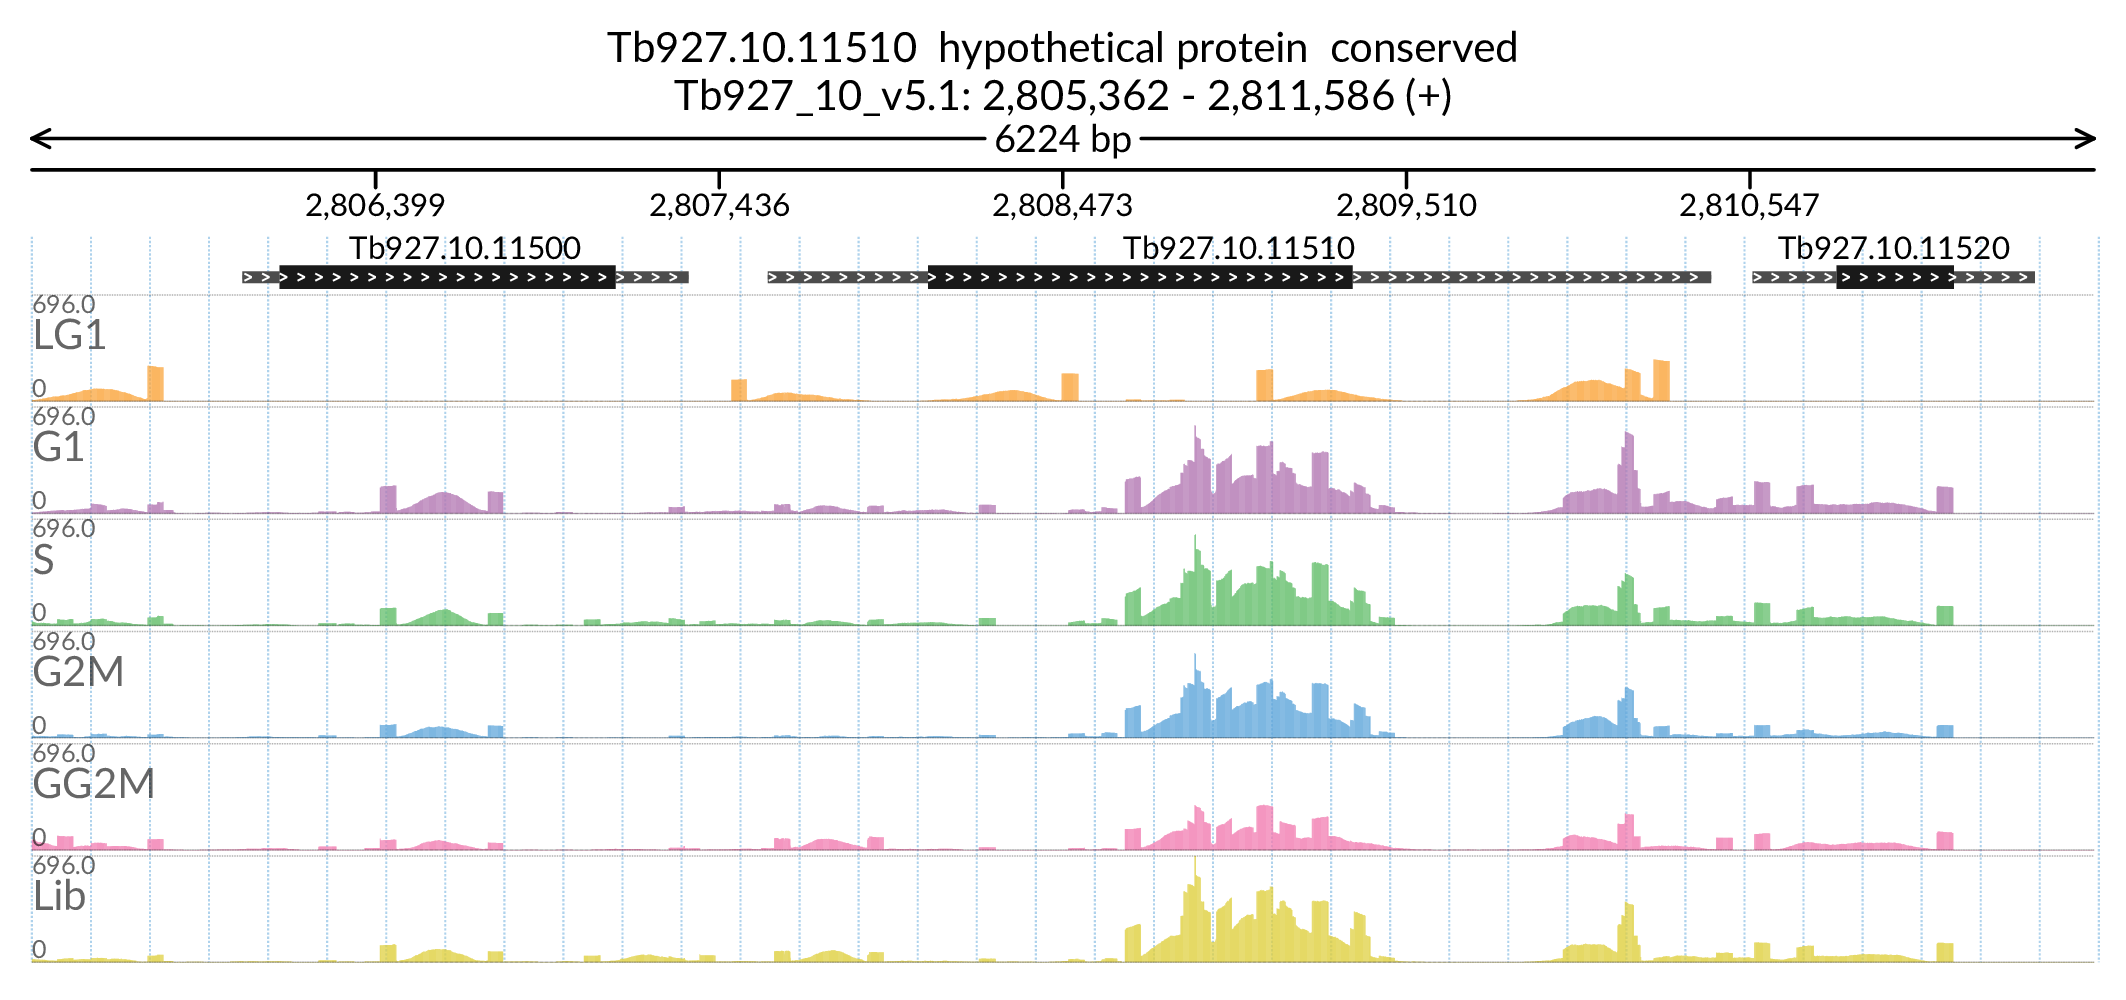 Tb927.10.11510 hypothetical protein conserved
Tb927_10_v5.1: 2,805,362 - 2,811,586 (+)
6224 bp
2,806,399 2,807,436 2,808,473 2,809,510 2,810,547
Tb927.10.11500 Tb927.10.11510 Tb927.10.11520
696.0
LG1
0
696.0
G1
0
696.0
S
0
696.0
G2M
0
696.0
GG2M
0
696.0
Lib
0